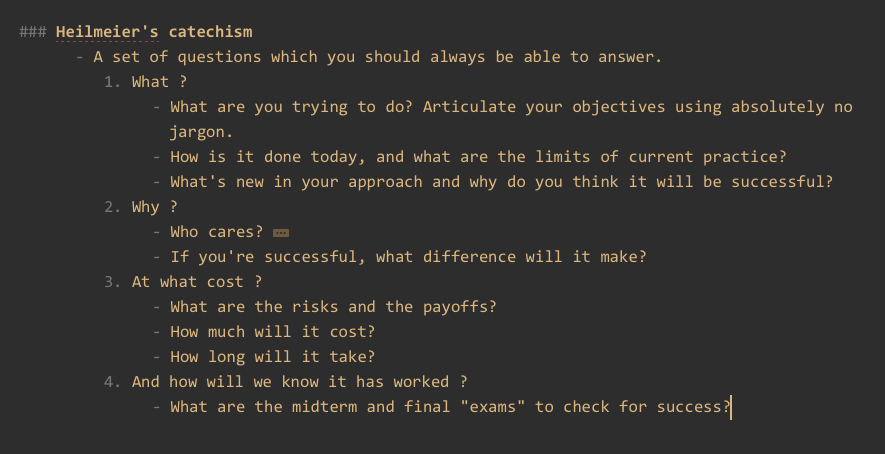 ### Heilmeier's catechism
- A set of questions which you should always be able to answer.
1. What ?
- What are you trying to do? Articulate your objectives using absolutely no
jargon.
- How is it done today, and what are the limits of current practice?
- What's new in your approach and why do you think it will be successful?
2. Why ?
- Who cares? ⋯
- If you're successful, what difference will it make?
3. At what cost ?
- What are the risks and the payoffs?
- How much will it cost?
- How long will it take?
4. And how will we know it has worked ?
- What are the midterm and final "exams" to check for success?